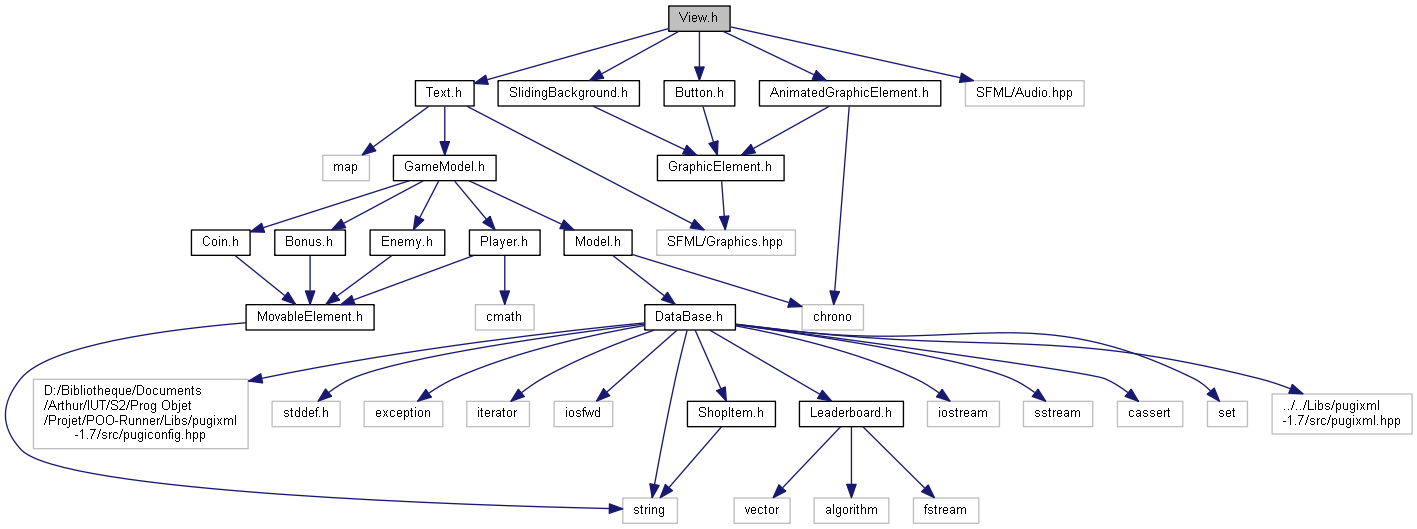 View.h
Text.h
SlidingBackground.h
Button.h
AnimatedGraphicElement.h
SFML/Audio.hpp
map
GameModel.h
GraphicElement.h
Coin.h
Bonus.h
Enemy.h
Player.h
Model.h
SFML/Graphics.hpp
MovableElement.h
cmath
DataBase.h
chrono
D:/Bibliotheque/Documents
/Arthur/IUT/S2/Prog Objet
/Projet/POO-Runner/Libs/pugixml
-1.7/src/pugiconfig.hpp
stddef.h
exception
iterator
iosfwd
ShopItem.h
Leaderboard.h
iostream
sstream
cassert
set
../../Libs/pugixml
-1.7/src/pugixml.hpp
string
vector
algorithm
fstream